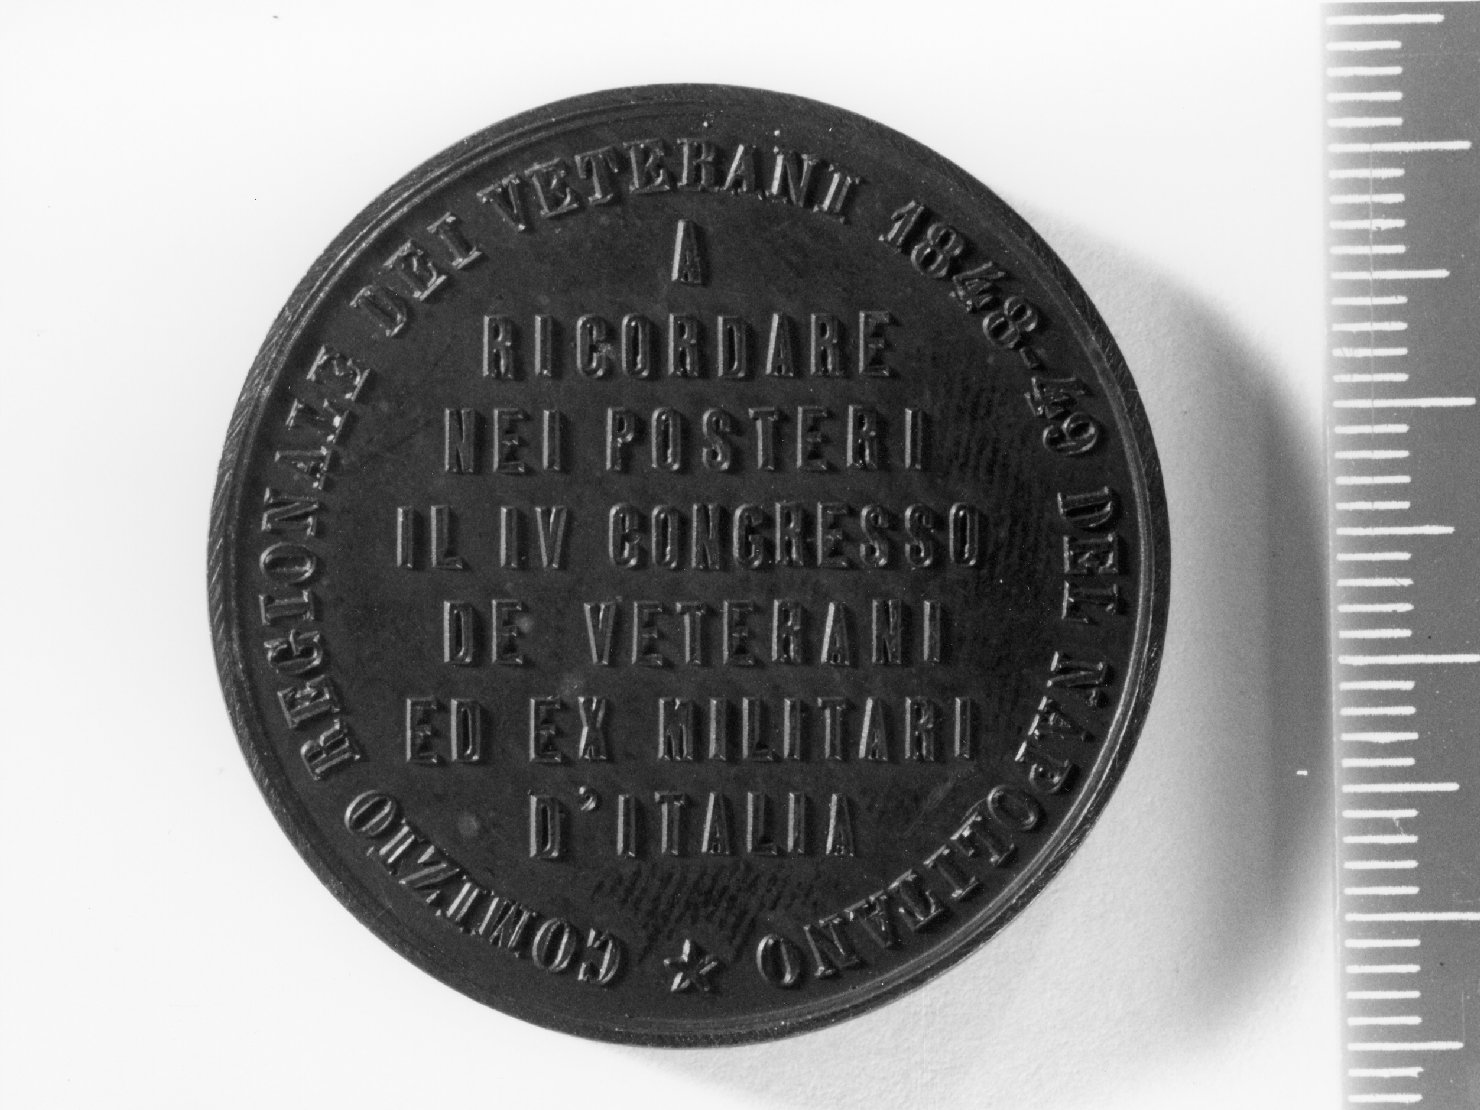 COMIZIO REGIONALE DEI VETERANI 1848-49 DEL NAPOLITANO
A
RICORDARE
NEI POSTERI
IL IV CONGRESSO
DE VETERANI
ED EX MILITARI
D'ITALIA